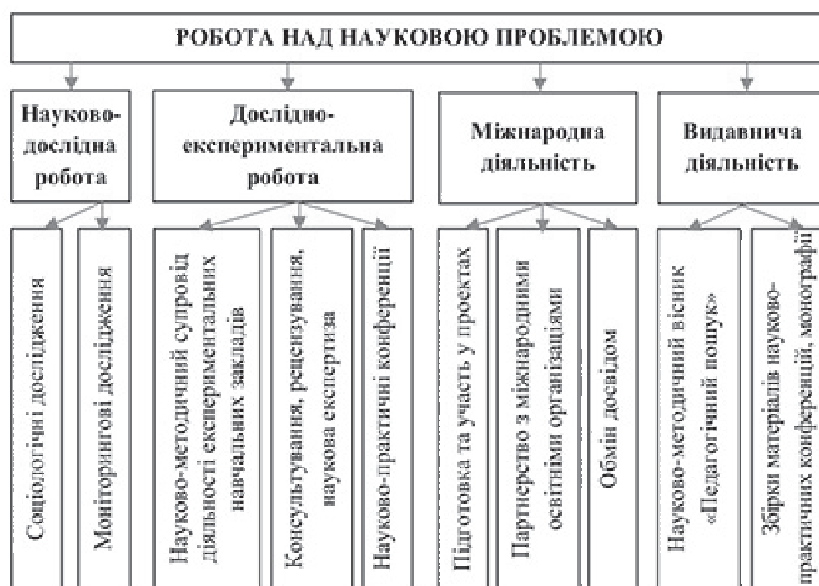 РОБОТА НАД НАУКОВОЮ ПРОБЛЕМОЮ
Науково-
дослідна
робота
Дослідно-
експериментальна
робота
Міжнародна
діяльність
Видавнича
діяльність
Соціологічні дослідження
Моніторингові дослідження
Науково-методичний супровід
діяльності експериментальних
навчальних закладів
Консультування, рецензування,
наукова експертиза
Науково-практичні конференції
Підготовка та участь у проектах
Партнерство з міжнародними
освітніми організаціями
Обмін досвідом
Науково-методичний вісник
«Педагогічний пошук»
Збірки матеріалів науково-
практичних конференцій, монографії